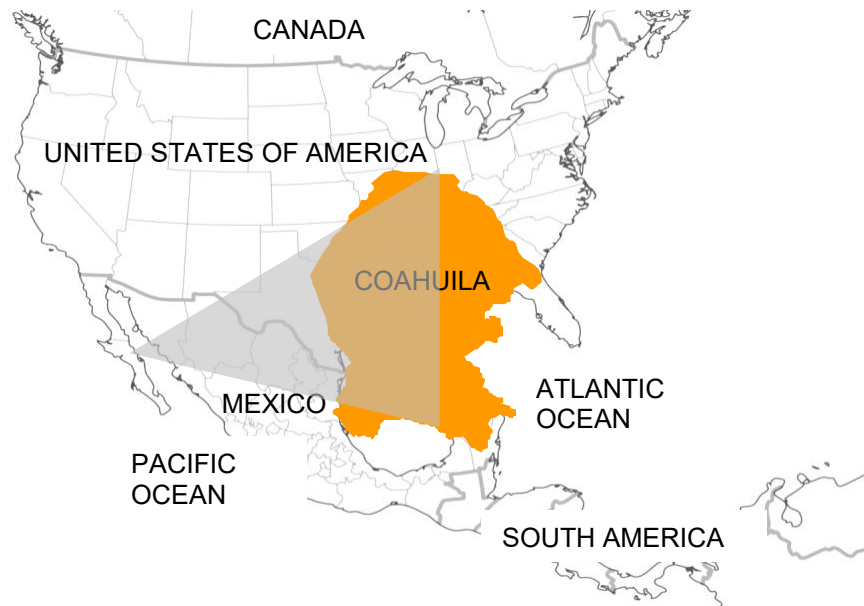 CANADA
UNITED STATES OF AMERICA
COAHUILA
MEXICO
ATLANTIC
OCEAN
PACIFIC
OCEAN
SOUTH AMERICA